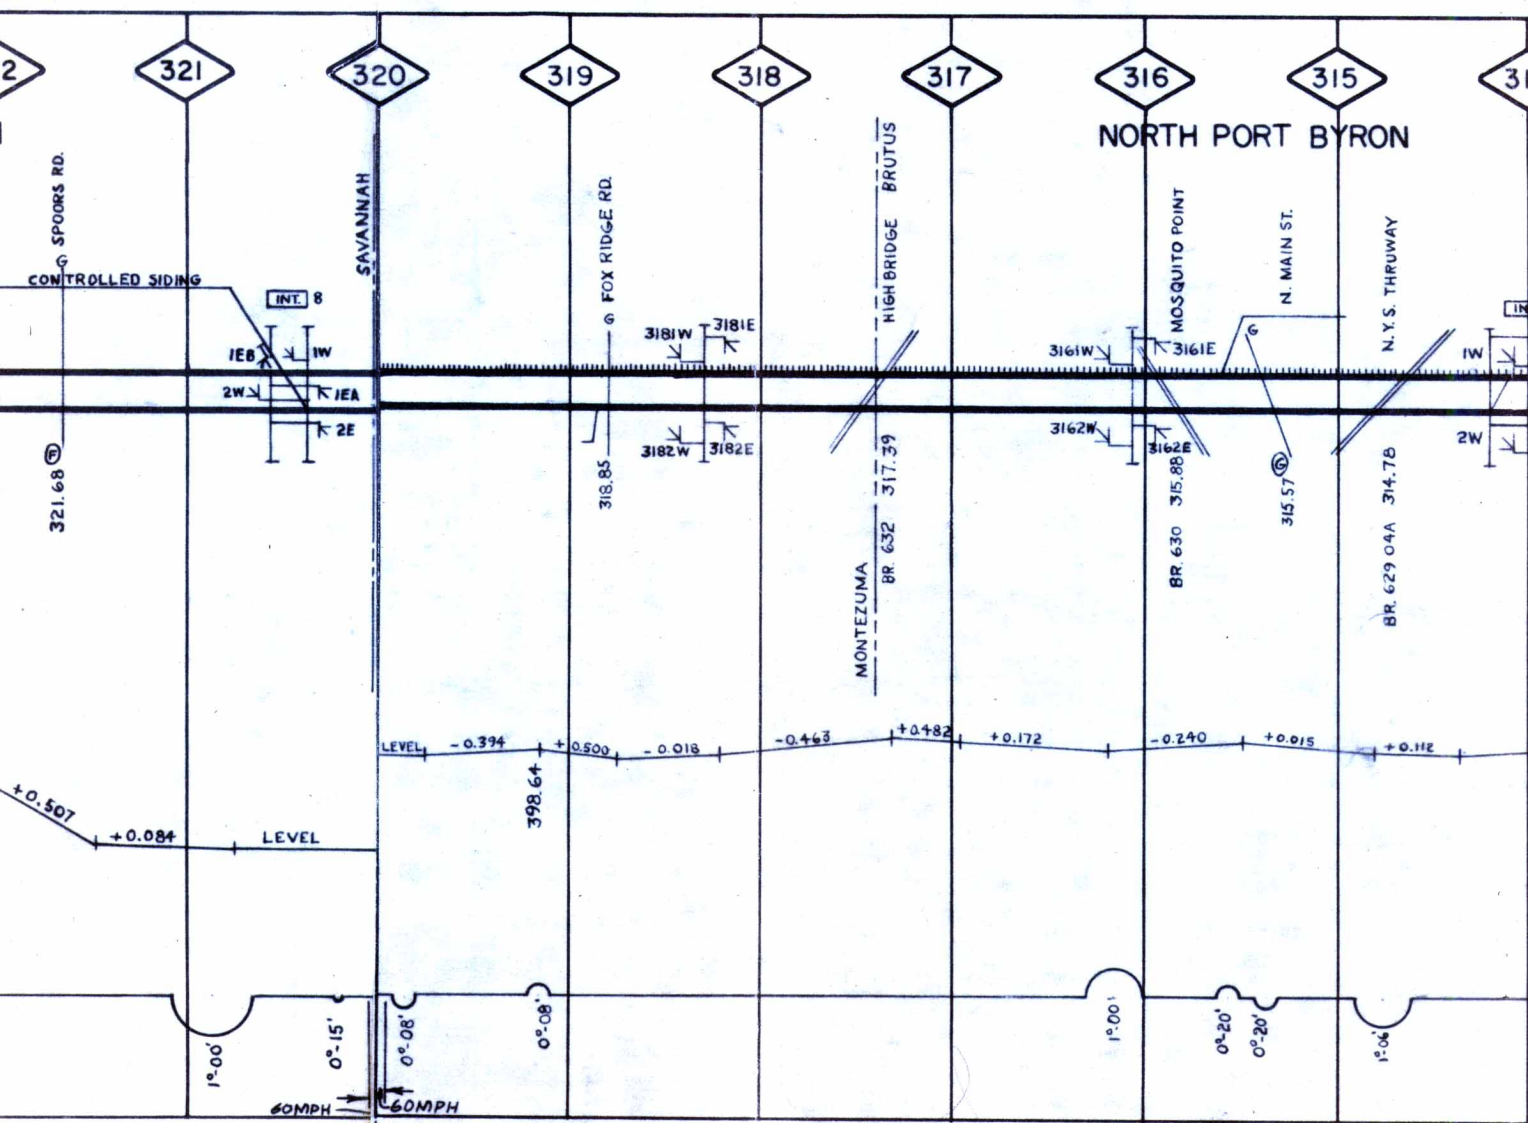 2
321
320
319
318
317
316
315
31
NORTH PORT BYRON
G SPOORS RD.
321.68 F
CONTROLLED SIDING
INT. 8
1EB
1W
2W
1EA
2E
SAVANNAH
G FOX RIDGE RD.
318.85
3181W
3181E
3182W
3182E
HIGH BRIDGE BRUTUS
MONTEZUMA
BR. 632 317.39
3161W
3161E
3162W
3162E
MOSQUITO POINT
BR. 630 315.88
N. MAIN ST.
G
315.57 G
N.Y.S. THRUWAY
BR. 629 04A 314.78
IN
1W
2W
LEVEL
-0.394
+0.500
-0.018
-0.463
+0.482
+0.172
-0.240
+0.015
+0.112
398.64
+0.507
+0.084
LEVEL
1°-00'
0°-15'
0°-08'
0°-08'
1°00'
0°-20'
0°-20'
1°-06'
60MPH
60MPH